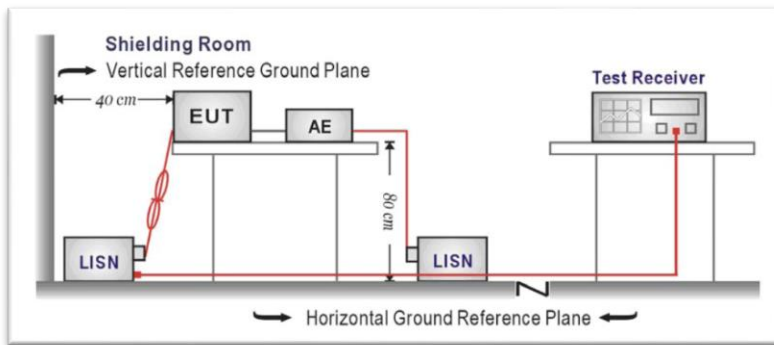 Shielding Room
Vertical Reference Ground Plane
40 cm
EUT
AE
Test Receiver
80 cm
LISN
LISN
Horizontal Ground Reference Plane